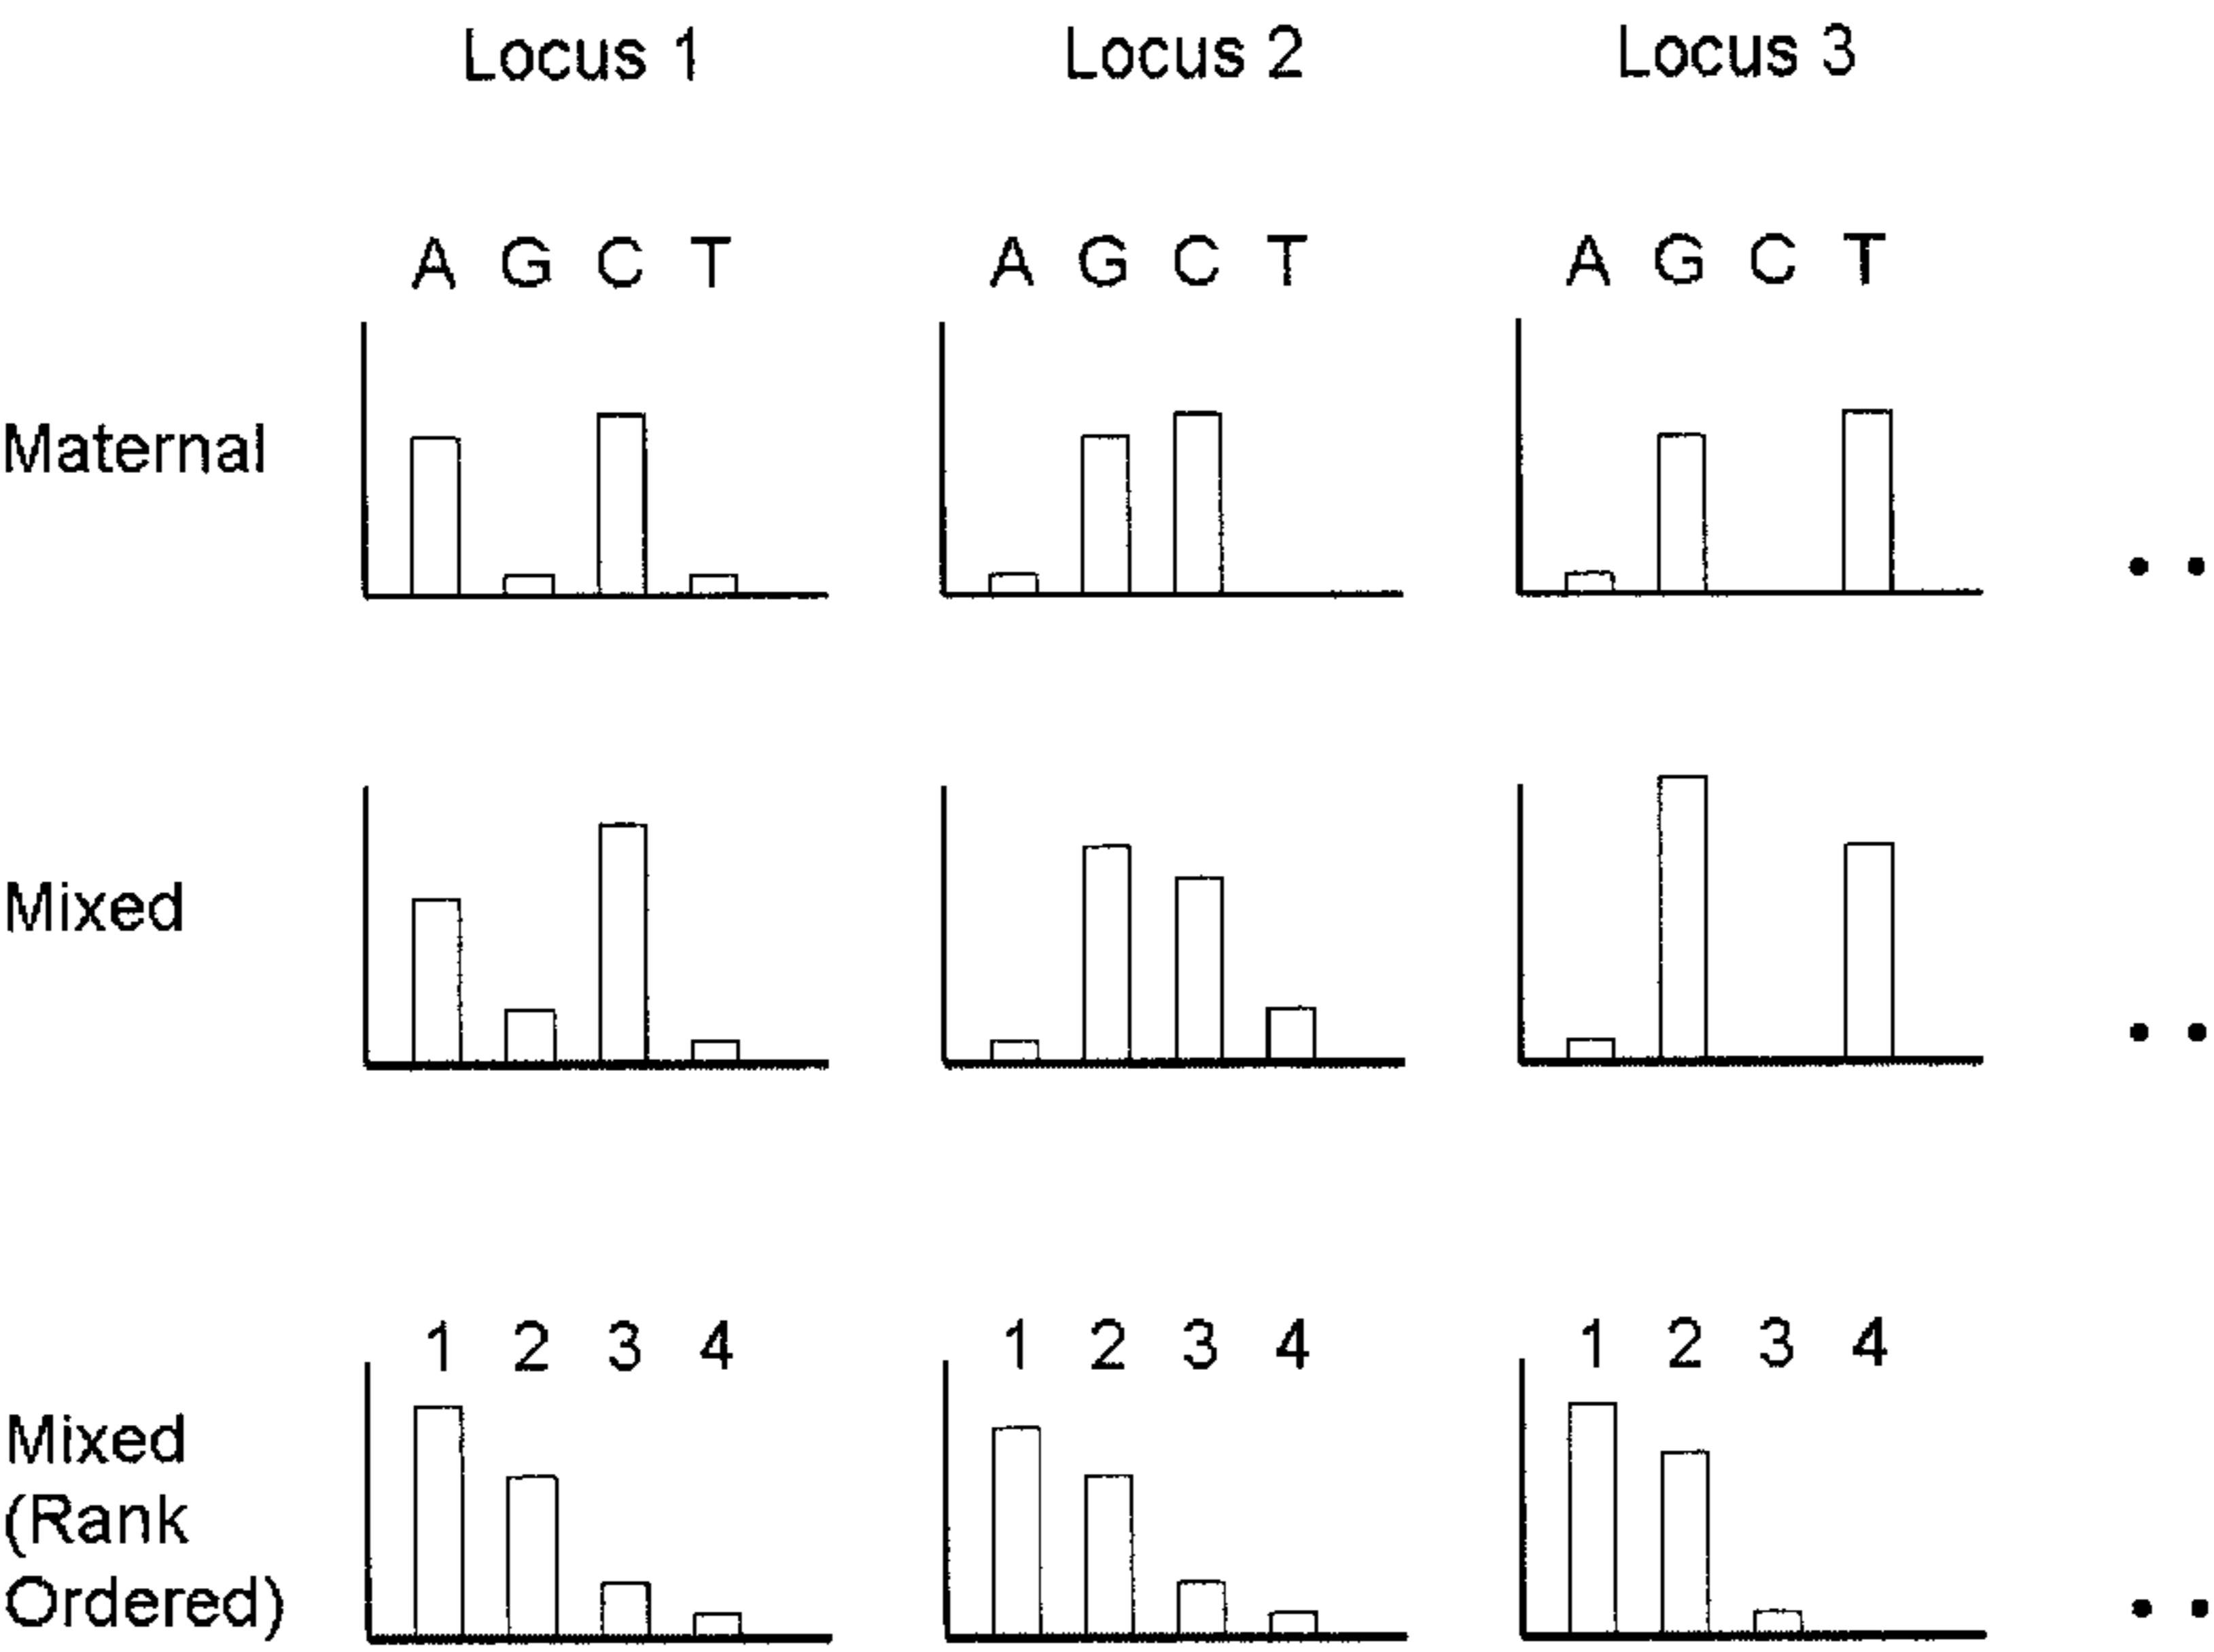 Locus 1 Locus 2 Locus 3
A G C T A G C T A G C T
Maternal
Mixed
1 2 3 4 1 2 3 4 1 2 3 4
Mixed
(Rank
Ordered)